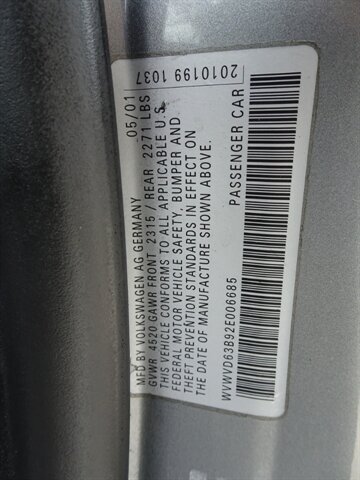 MFD BY VOLKSWAGEN AG GERMANY 05/01
GVWR 4520 GAWR FRONT 2315 / REAR 2271 LBS
THIS VEHICLE CONFORMS TO ALL APPLICABLE U.S.
FEDERAL MOTOR VEHICLE SAFETY, BUMPER AND
THEFT PREVENTION STANDARDS IN EFFECT ON
THE DATE OF MANUFACTURE SHOWN ABOVE.
2010199 1037
WVWVD63B92E006685 PASSENGER CAR